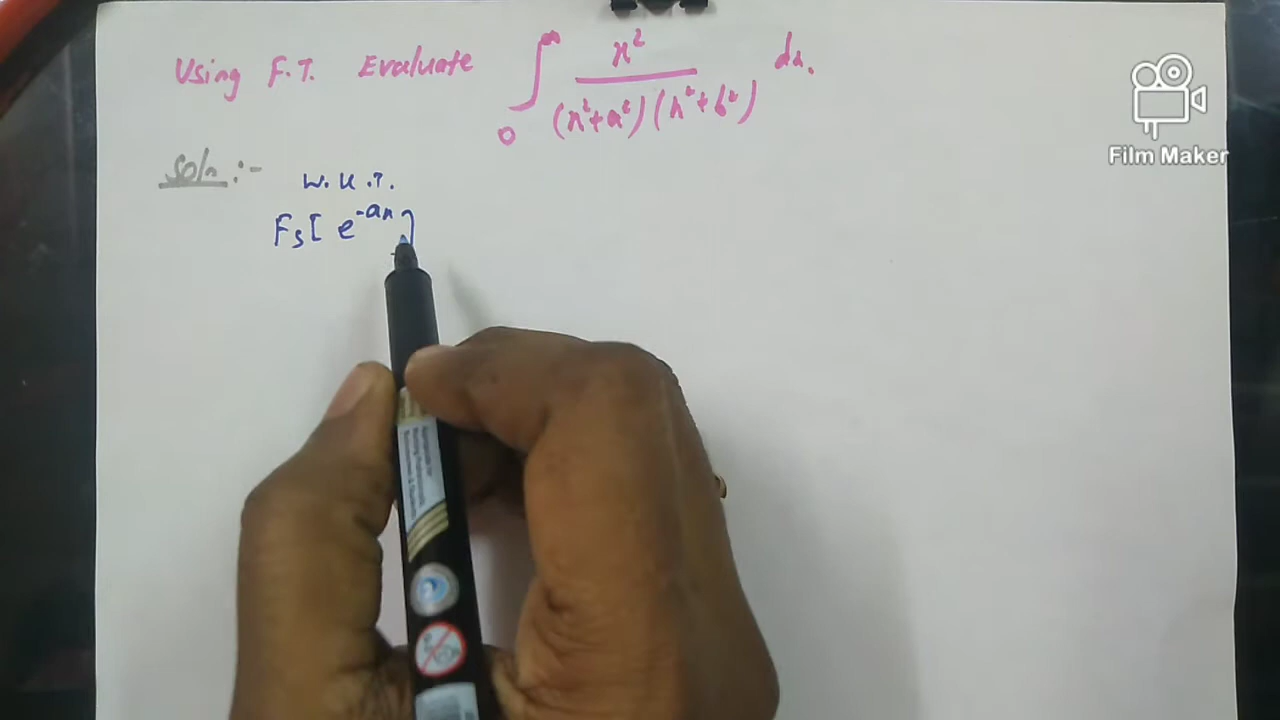 Using F.T. Evaluate ∫₀^∞ x² / (x²+a²)(x²+b²) dx.
Soln :- W.K.T.
Fs[ e^-ax ]
Film Maker